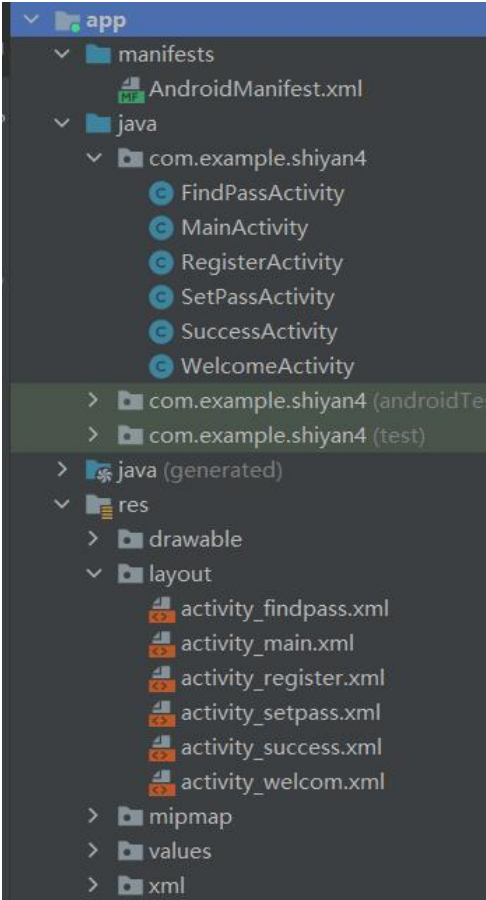 app
manifests
MF AndroidManifest.xml
java
com.example.shiyan4
C FindPassActivity
C MainActivity
C RegisterActivity
C SetPassActivity
C SuccessActivity
C WelcomeActivity
com.example.shiyan4 (androidTe
com.example.shiyan4 (test)
java (generated)
res
drawable
layout
activity_findpass.xml
activity_main.xml
activity_register.xml
activity_setpass.xml
activity_success.xml
activity_welcom.xml
mipmap
values
xml